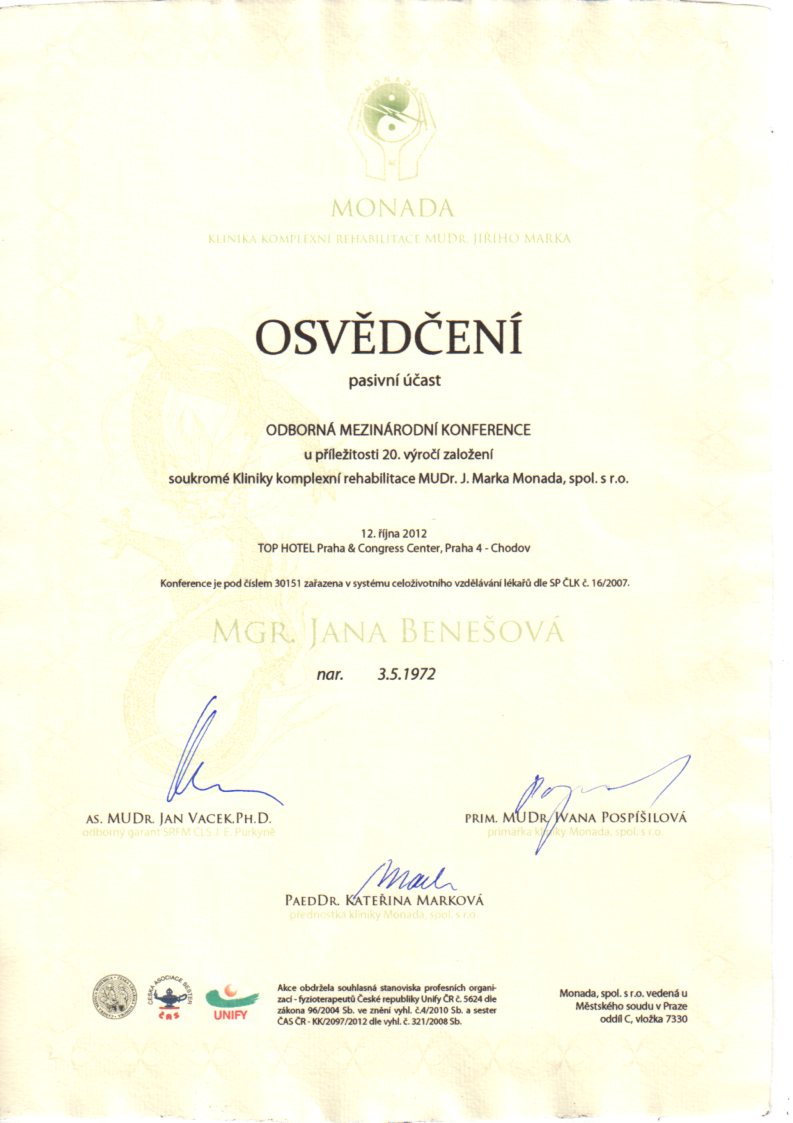 MONADA
MONADA
KLINIKA KOMPLEXNÍ REHABILITACE MUDR. JIŘÍHO MARKA
OSVĚDČENÍ
pasivní účast
ODBORNÁ MEZINÁRODNÍ KONFERENCE
u příležitosti 20. výročí založení
soukromé Kliniky komplexní rehabilitace MUDr. J. Marka Monada, spol. s r.o.
12. října 2012
TOP HOTEL Praha & Congress Center, Praha 4 - Chodov
Konference je pod číslem 30151 zařazena v systému celoživotního vzdělávání lékařů dle SP ČLK č. 16/2007.
MGR. JANA BENEŠOVÁ
nar. 3.5.1972
AS. MUDR. JAN VACEK.PH.D.
odborný garant SRFM ČLS J. E. Purkyně
PRIM. MUDR. IVANA POSPÍŠILOVÁ
primářka kliniky Monada, spol. s r.o.
PAEDDR. KATEŘINA MARKOVÁ
přednostka kliniky Monada, spol. s r.o.
ČESKÁ ASOCIACE SESTER
ČAS
UNIFY
Akce obdržela souhlasná stanoviska profesních organi-
zací - fyzioterapeutů České republiky Unify ČR č. 5624 dle
zákona 96/2004 Sb. ve znění vyhl. č.4/2010 Sb. a sester
ČAS ČR - KK/2097/2012 dle vyhl. č. 321/2008 Sb.
Monada, spol. s r.o. vedená u
Městského soudu v Praze
oddíl C, vložka 7330